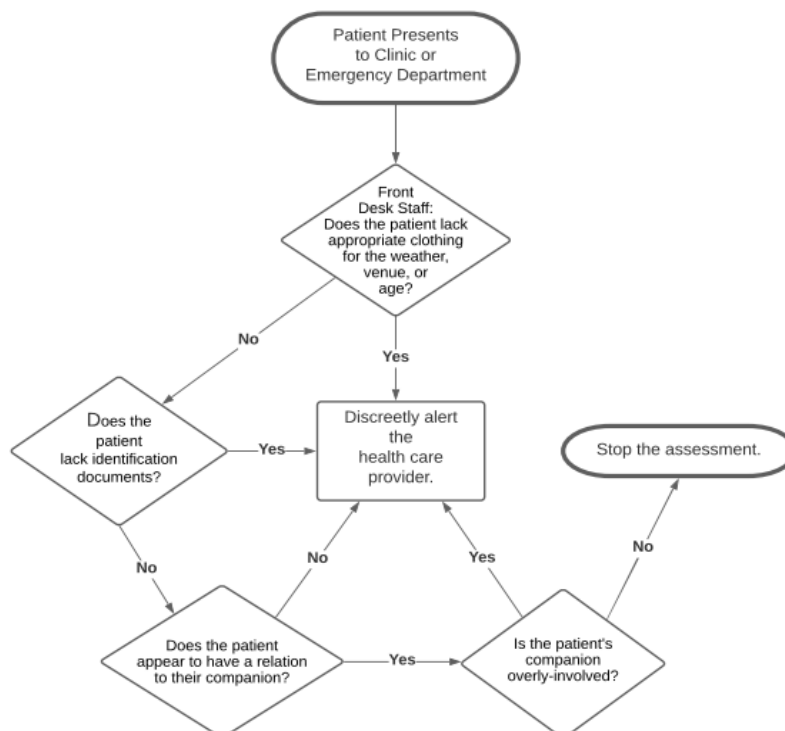 Patient Presents
to Clinic or
Emergency Department
Front
Desk Staff:
Does the patient lack
appropriate clothing
for the weather,
venue, or
age?
No
Yes
Does the
patient
lack identification
documents?
Yes
Discreetly alert
the
health care
provider.
Stop the assessment.
No
No
Yes
No
Does the patient
appear to have a relation
to their companion?
Yes
Is the patient's
companion
overly-involved?